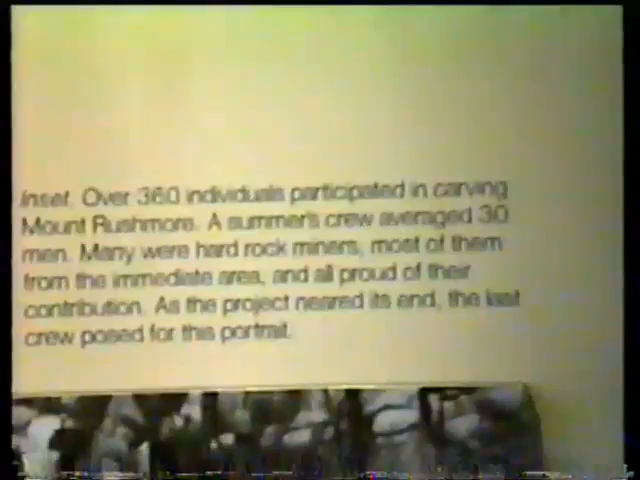 Inset. Over 360 individuals participated in carving
Mount Rushmore. A summer's crew averaged 30
men. Many were hard rock miners, most of them
from the immediate area, and all proud of their
contribution. As the project neared its end, the last
crew posed for this portrait.